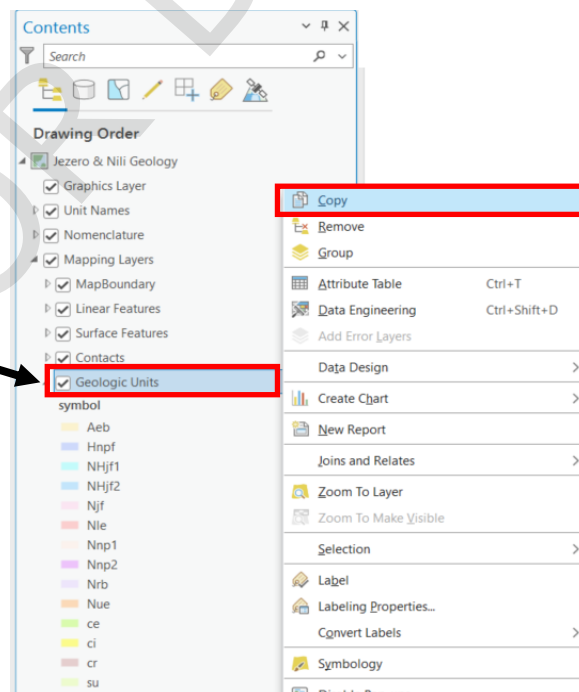 Contents
Search
Drawing Order
Jezero & Nili Geology
Graphics Layer
Unit Names
Nomenclature
Mapping Layers
MapBoundary
Linear Features
Surface Features
Contacts
Geologic Units
symbol
Aeb
Hnpf
NHjf1
NHjf2
Njf
Nle
Nnp1
Nnp2
Nrb
Nue
ce
ci
cr
su
Copy
Remove
Group
Attribute Table Ctrl+T
Data Engineering Ctrl+Shift+D
Add Error Layers
Data Design
Create Chart
New Report
Joins and Relates
Zoom To Layer
Zoom To Make Visible
Selection
Label
Labeling Properties...
Convert Labels
Symbology